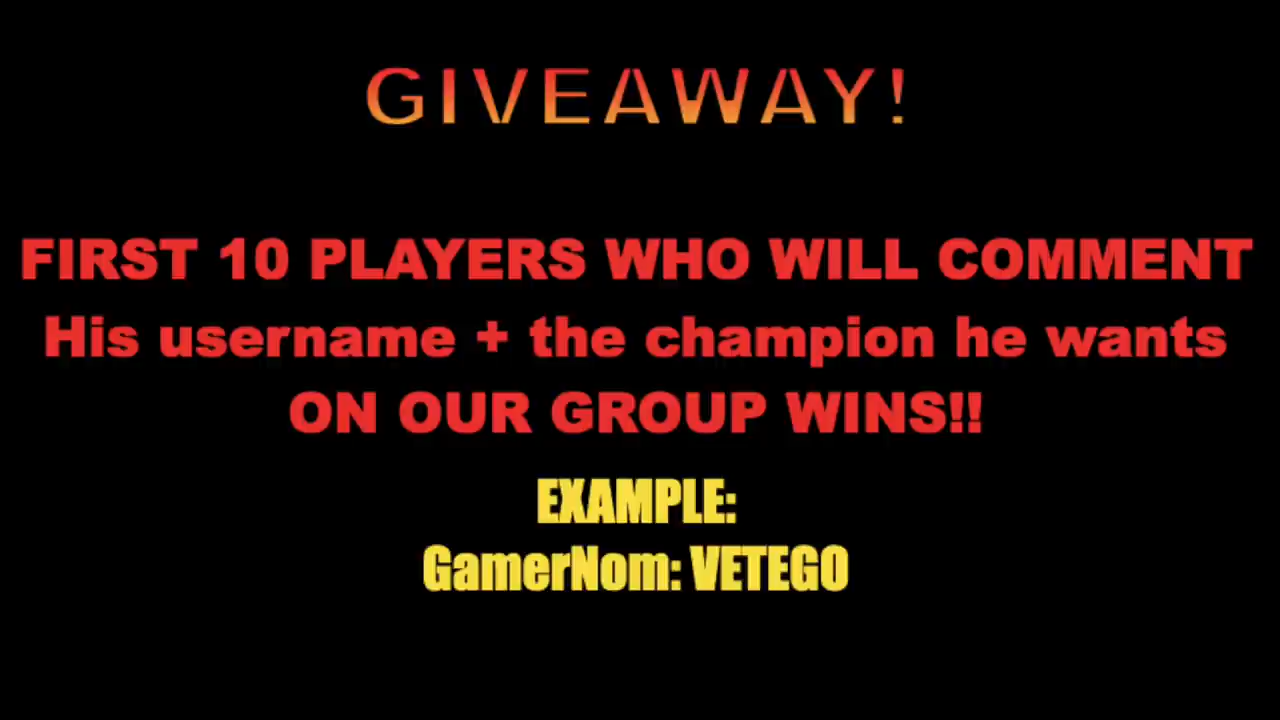 GIVEAWAY!
FIRST 10 PLAYERS WHO WILL COMMENT
His username + the champion he wants
ON OUR GROUP WINS!!
EXAMPLE:
GamerNom: VETEGO